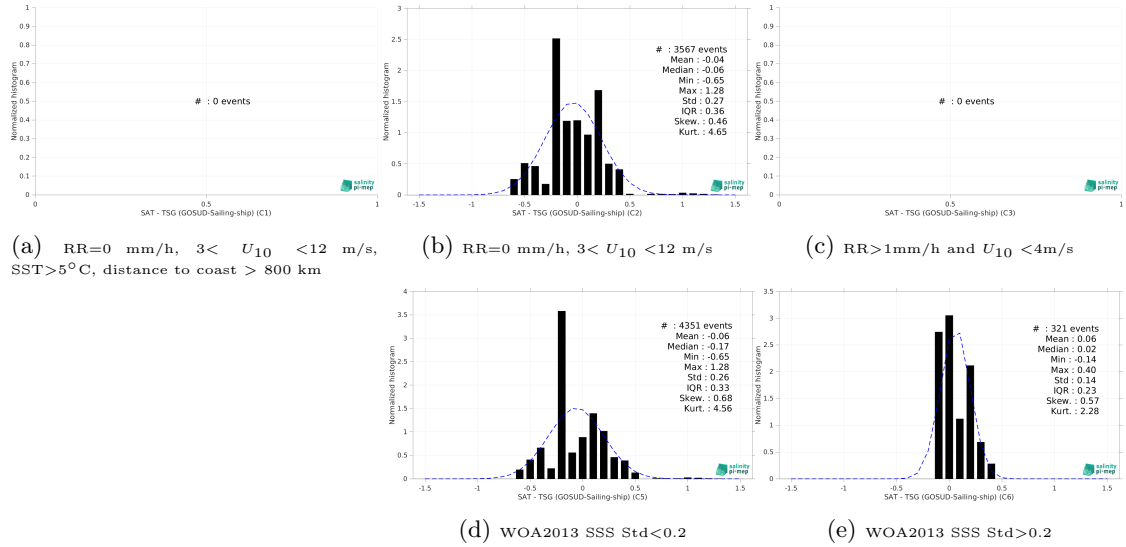 1
0.9
0.8
0.7
0.6
0.5
0.4
0.3
0.2
0.1
0
Normalized histogram
# : 0 events
salinity
pi-mep
0 0.5 1
SAT - TSG (GOSUD-Sailing-ship) (C1)
3
2.5
2
1.5
1
0.5
0
Normalized histogram
# : 3567 events
Mean : -0.04
Median : -0.06
Min : -0.65
Max : 1.28
Std : 0.27
IQR : 0.36
Skew. : 0.46
Kurt. : 4.65
salinity
pi-mep
-1.5 -1 -0.5 0 0.5 1 1.5
SAT - TSG (GOSUD-Sailing-ship) (C2)
1
0.9
0.8
0.7
0.6
0.5
0.4
0.3
0.2
0.1
0
Normalized histogram
# : 0 events
salinity
pi-mep
0 0.5 1
SAT - TSG (GOSUD-Sailing-ship) (C3)
(a) RR=0 mm/h, 3< U10 <12 m/s,
SST>5°C, distance to coast > 800 km
(b) RR=0 mm/h, 3< U10 <12 m/s
(c) RR>1mm/h and U10 <4m/s
4
3.5
3
2.5
2
1.5
1
0.5
0
Normalized histogram
# : 4351 events
Mean : -0.06
Median : -0.17
Min : -0.65
Max : 1.28
Std : 0.26
IQR : 0.33
Skew. : 0.68
Kurt. : 4.56
salinity
pi-mep
-1.5 -1 -0.5 0 0.5 1 1.5
SAT - TSG (GOSUD-Sailing-ship) (C5)
3.5
3
2.5
2
1.5
1
0.5
0
Normalized histogram
# : 321 events
Mean : 0.06
Median : 0.02
Min : -0.14
Max : 0.40
Std : 0.14
IQR : 0.23
Skew. : 0.57
Kurt. : 2.28
salinity
pi-mep
-1.5 -1 -0.5 0 0.5 1 1.5
SAT - TSG (GOSUD-Sailing-ship) (C6)
(d) WOA2013 SSS Std<0.2
(e) WOA2013 SSS Std>0.2